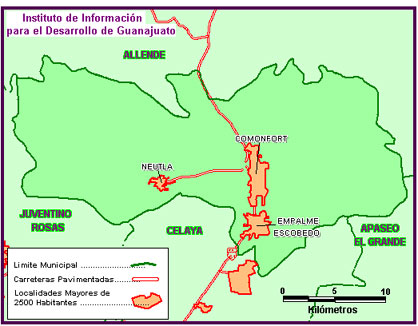 Instituto de Información
para el Desarrollo de Guanajuato
ALLENDE
COMONFORT
NEUTLA
JUVENTINO
ROSAS
CELAYA
EMPALME
ESCOBEDO
APASEO
EL GRANDE
Limite Municipal
Carreteras Pavimentadas
Localidades Mayores de
2500 Habitantes
0 5 10
Kilómetros